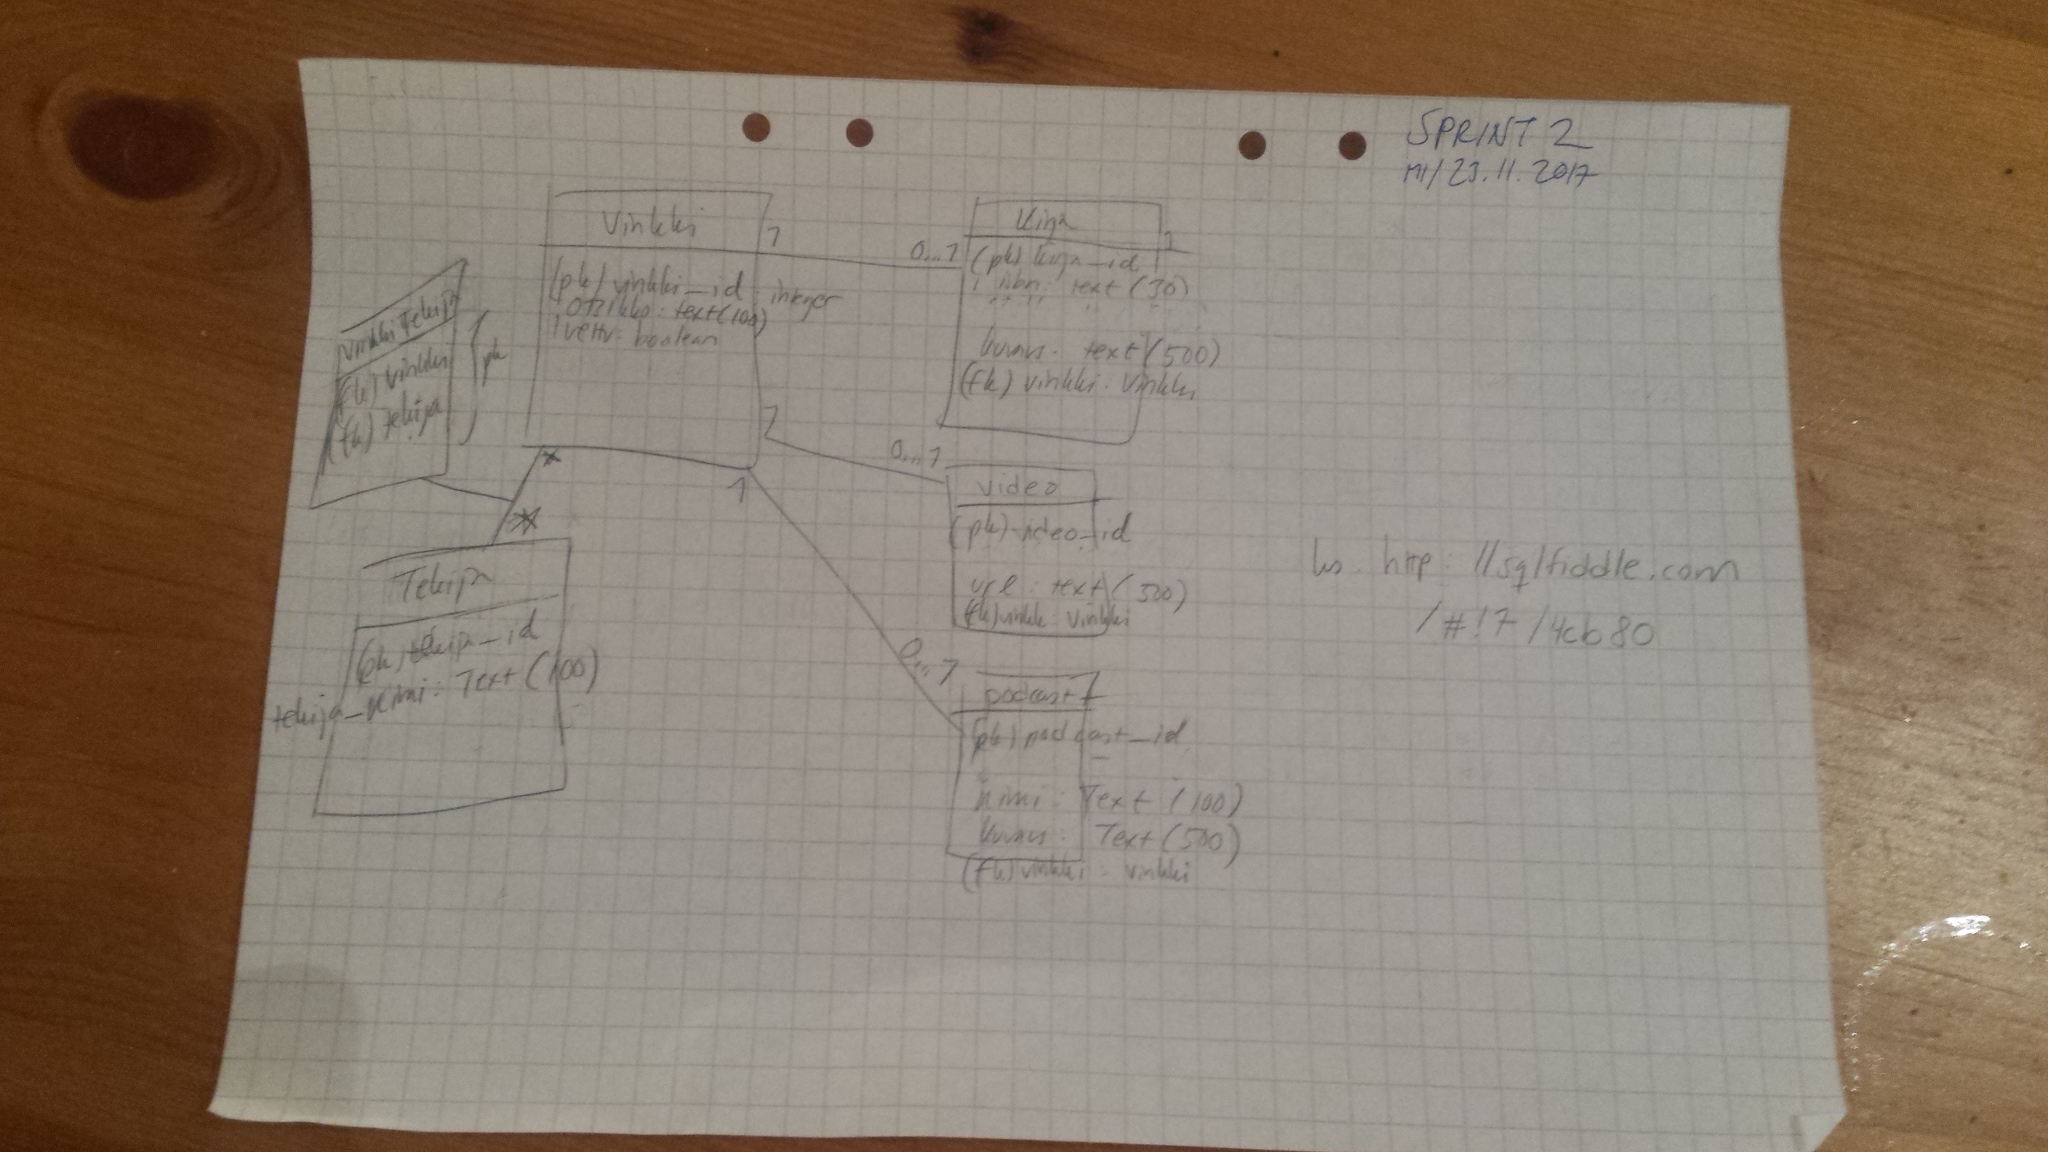 SPRINT 2
MI/23.11.2017
Vinkki
1
(pk) vinkki_id : integer
otsikko : text(100)
luettu : boolean
1
1
*
*
Vinkki Tekijä
(fk) vinkki
(fk) tekijä
pk
Tekijä
(pk) tekijä_id
tekijä_nimi : Text (100)
0...1
Kirja
1
(pk) kirja_id
isbn : text (30)
kuvaus : text (500)
(fk) vinkki : vinkki
0...1
video
(pk) video_id
url : text (500)
(fk) vinkki : vinkki
0...1
podcast
(pk) podcast_id
nimi : Text (100)
kuvaus : Text (500)
(fk) vinkki : vinkki
ks. http://sqlfiddle.com
/#!7/4cb80